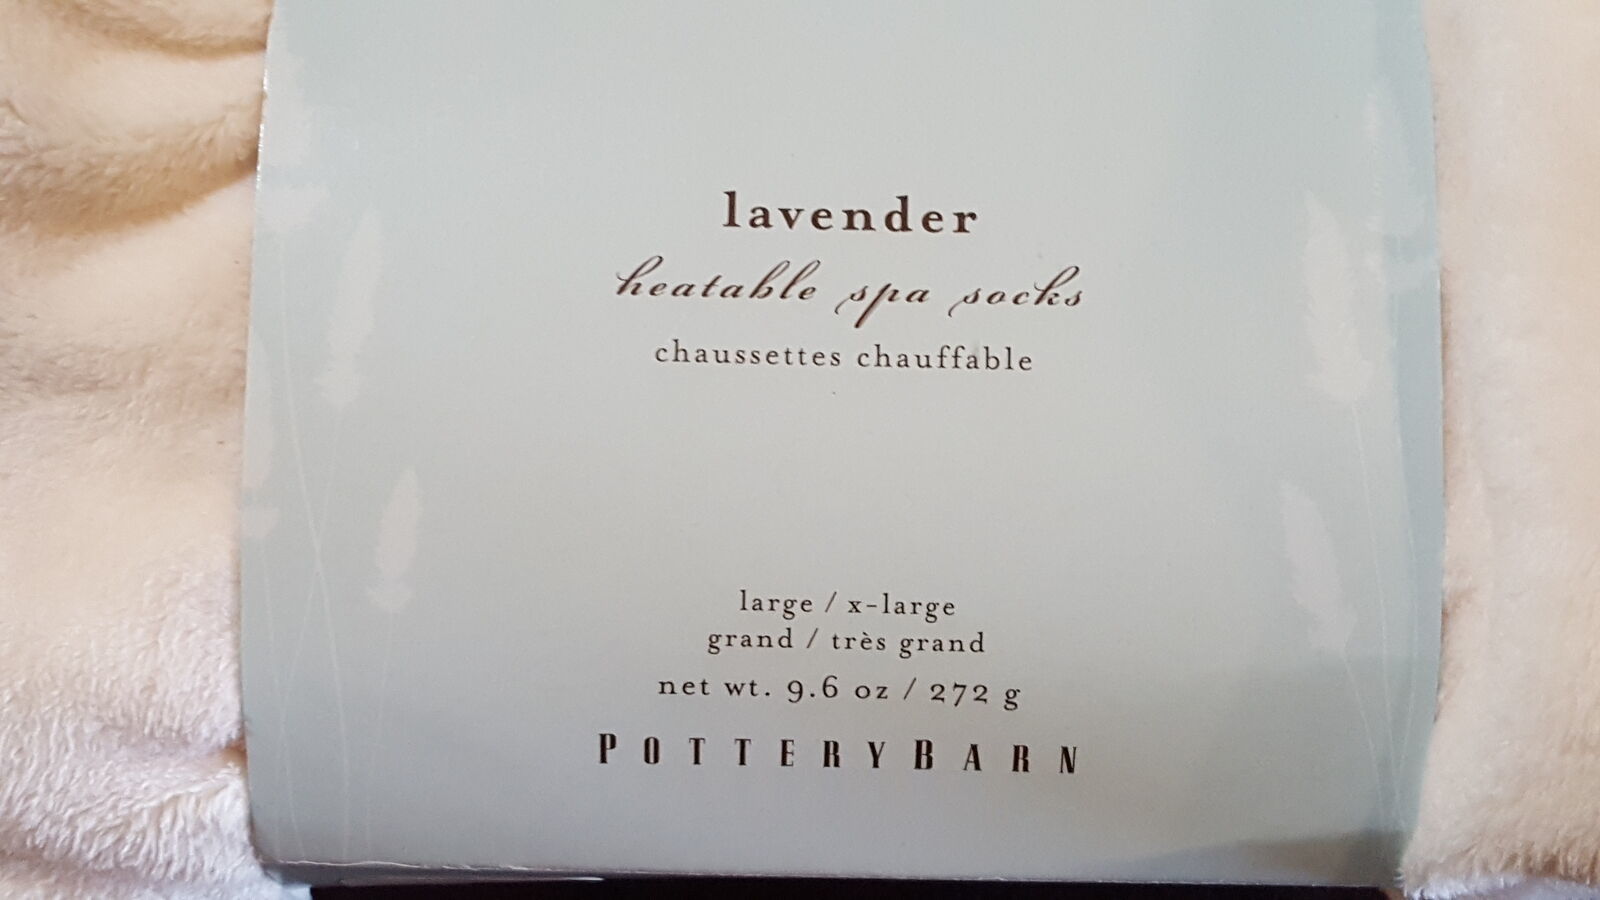 lavender
heatable spa socks
chaussettes chauffable
large / x-large
grand / très grand
net wt. 9.6 oz / 272 g
POTTERYBARN